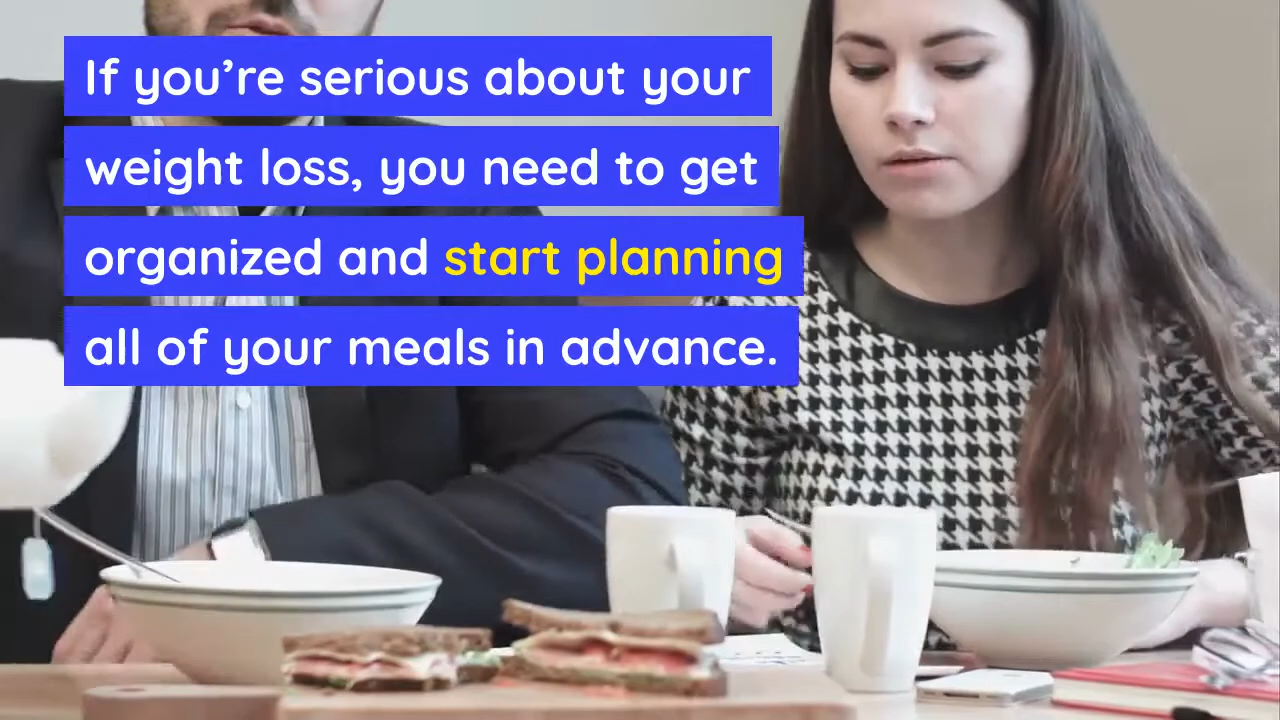 If you’re serious about your
weight loss, you need to get
organized and start planning
all of your meals in advance.